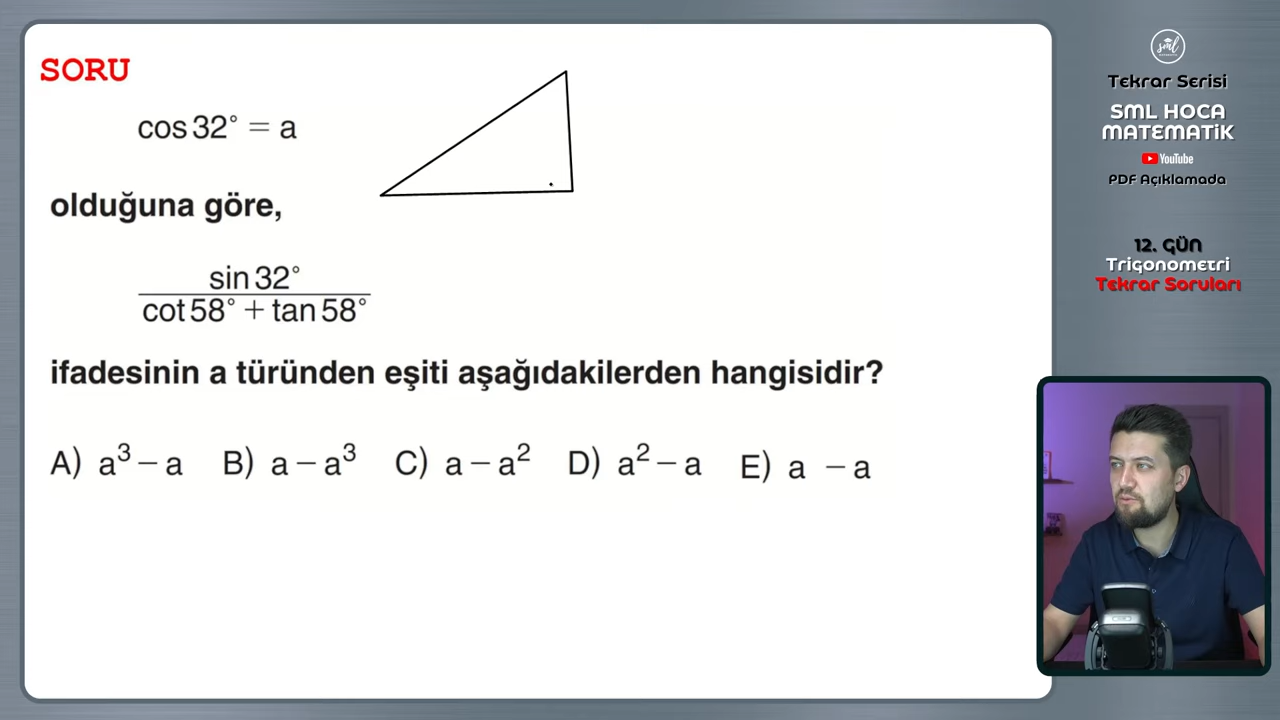 SORU
cos 32° = a
olduğuna göre,
sin 32°
cot 58° + tan 58°
ifadesinin a türünden eşiti aşağıdakilerden hangisidir?
A) a³ – a B) a – a³ C) a – a² D) a² – a E) a – a
sml
Tekrar Serisi
SML HOCA
MATEMATİK
YouTube
PDF Açıklamada
12. GÜN
Trigonometri
Tekrar Soruları